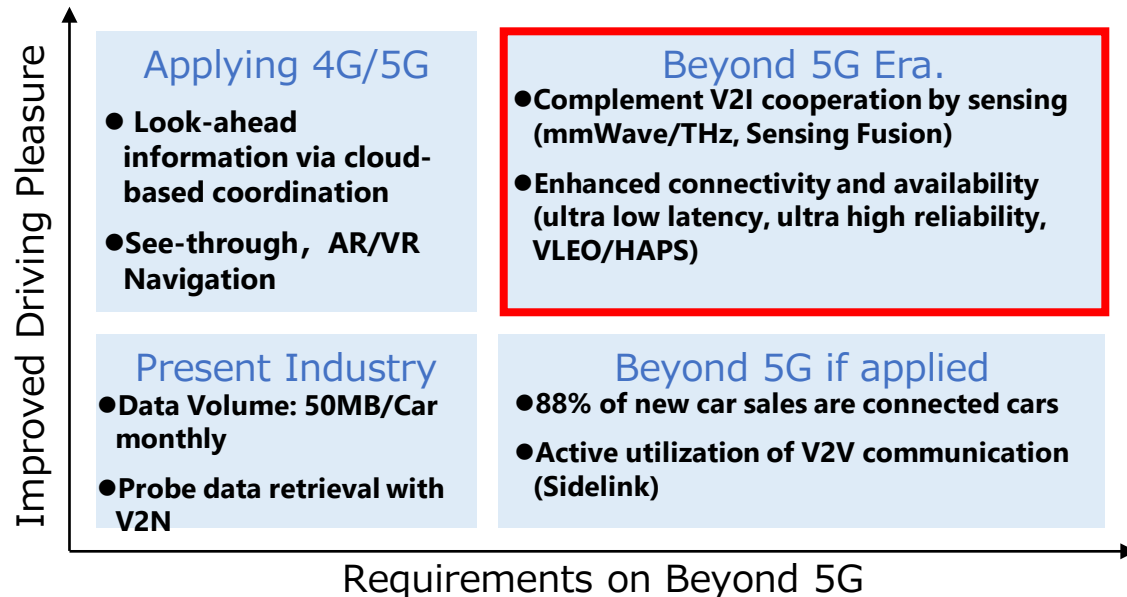 Improved Driving Pleasure
Applying 4G/5G
● Look-ahead
information via cloud-
based coordination
●See-through，AR/VR
Navigation
Beyond 5G Era.
●Complement V2I cooperation by sensing
(mmWave/THz, Sensing Fusion)
●Enhanced connectivity and availability
(ultra low latency, ultra high reliability,
VLEO/HAPS)
Present Industry
●Data Volume: 50MB/Car
monthly
●Probe data retrieval with
V2N
Beyond 5G if applied
●88% of new car sales are connected cars
●Active utilization of V2V communication
(Sidelink)
Requirements on Beyond 5G